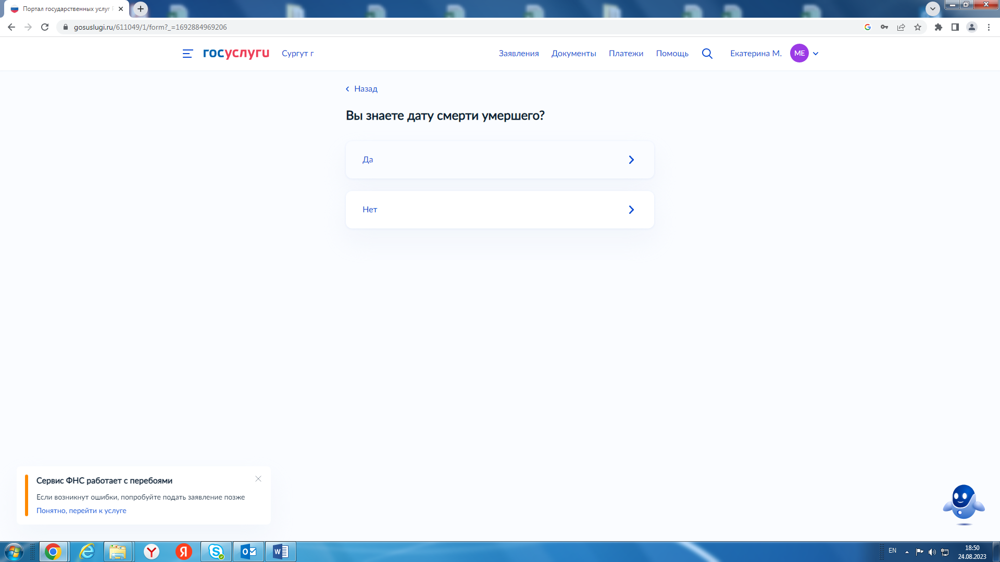 Портал государственных услуг
gosuslugi.ru/611049/1/form?_=1692884969206
госуслуги
Сургут г
Заявления
Документы
Платежи
Помощь
Екатерина М.
МЕ
Назад
Вы знаете дату смерти умершего?
Да
Нет
Сервис ФНС работает с перебоями
Если возникнут ошибки, попробуйте подать заявление позже
Понятно, перейти к услуге
EN
18:50
24.08.2023